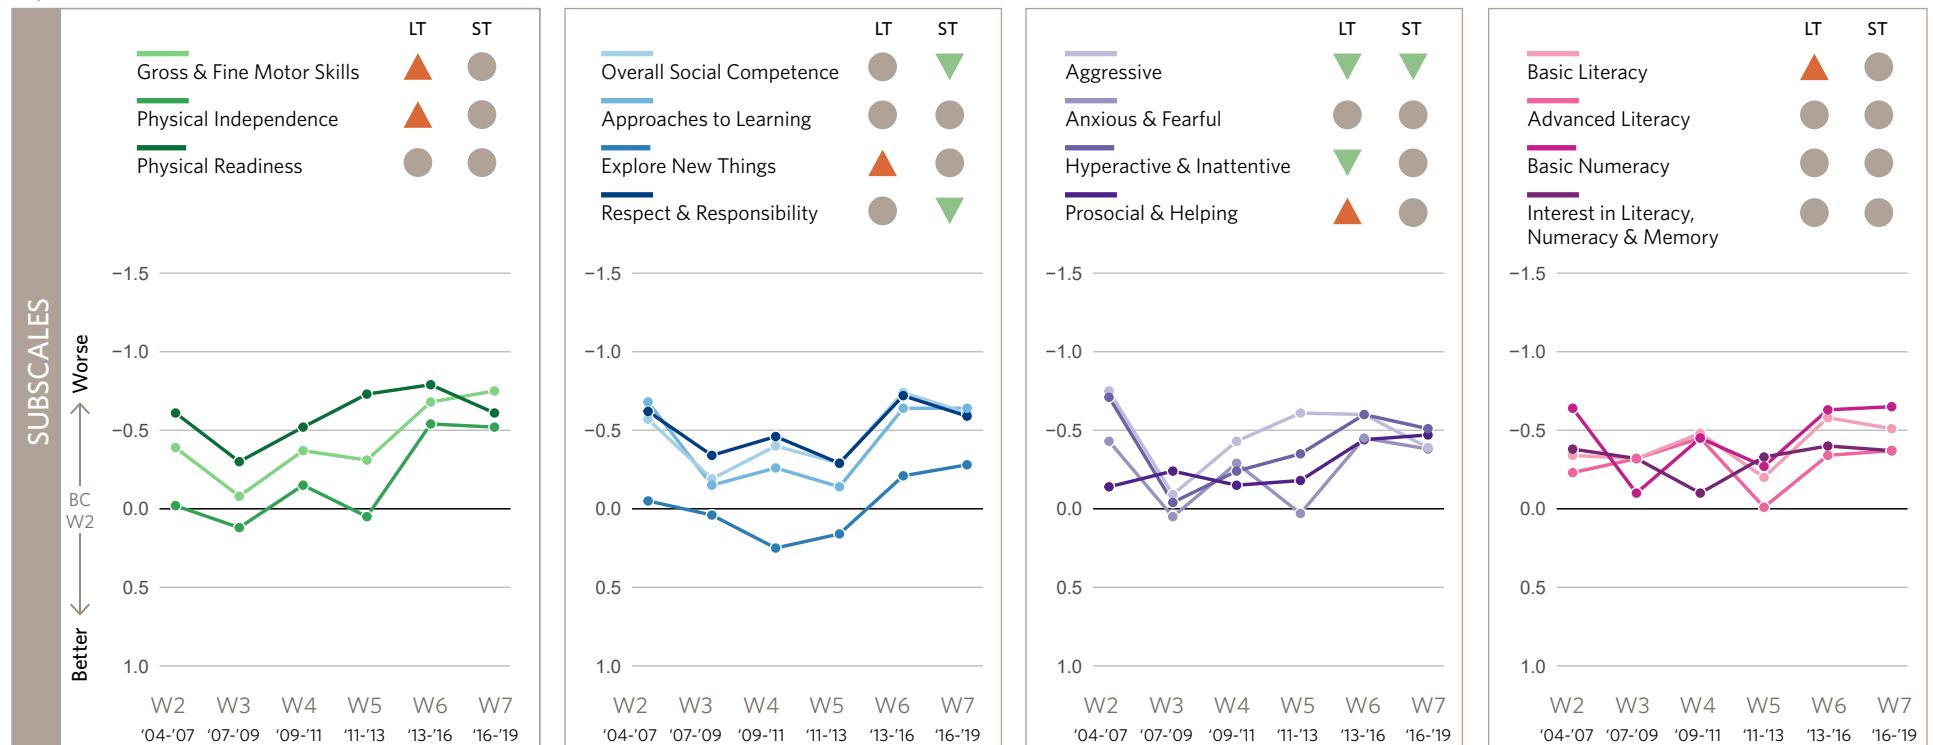 SUBSCALES
Worse
BC
W2
Better
LT ST
Gross & Fine Motor Skills
Physical Independence
Physical Readiness
−1.5
−1.0
−0.5
0.0
0.5
1.0
W2 W3 W4 W5 W6 W7
‘04-’07 ‘07-’09 ‘09-’11 ‘11-’13 ‘13-’16 ‘16-’19
LT ST
Overall Social Competence
Approaches to Learning
Explore New Things
Respect & Responsibility
−1.5
−1.0
−0.5
0.0
0.5
1.0
W2 W3 W4 W5 W6 W7
‘04-’07 ‘07-’09 ‘09-’11 ‘11-’13 ‘13-’16 ‘16-’19
LT ST
Aggressive
Anxious & Fearful
Hyperactive & Inattentive
Prosocial & Helping
−1.5
−1.0
−0.5
0.0
0.5
1.0
W2 W3 W4 W5 W6 W7
‘04-’07 ‘07-’09 ‘09-’11 ‘11-’13 ‘13-’16 ‘16-’19
LT ST
Basic Literacy
Advanced Literacy
Basic Numeracy
Interest in Literacy,
Numeracy & Memory
−1.5
−1.0
−0.5
0.0
0.5
1.0
W2 W3 W4 W5 W6 W7
‘04-’07 ‘07-’09 ‘09-’11 ‘11-’13 ‘13-’16 ‘16-’19